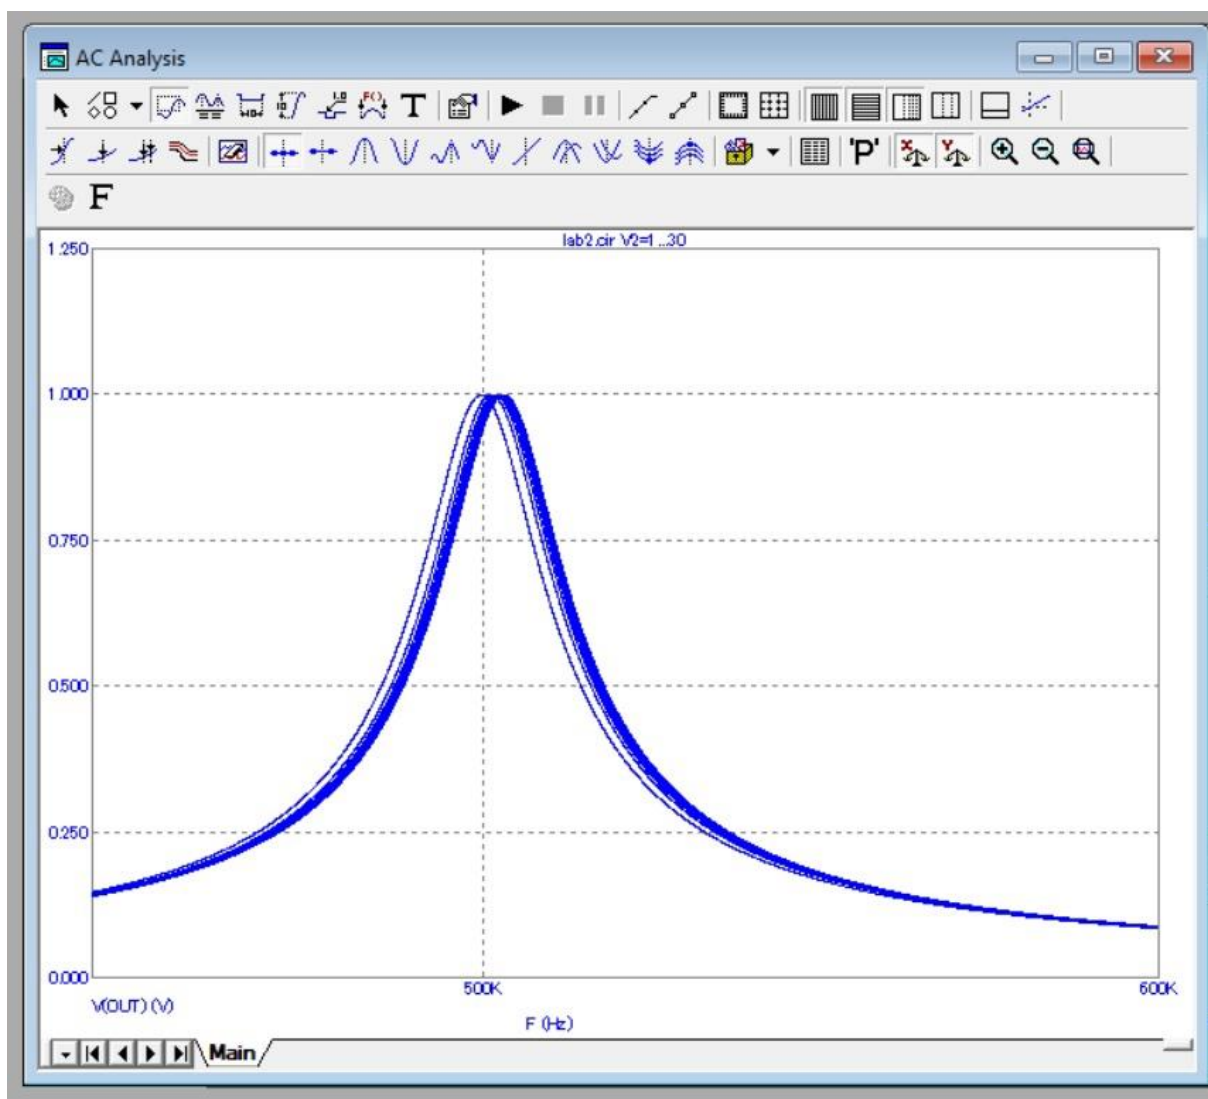 AC Analysis
T
'P'
F
lab2.cir V2=1 ..30
1.250
1.000
0.750
0.500
0.250
0.000
500K
600K
V(OUT) (V)
F (Hz)
Main